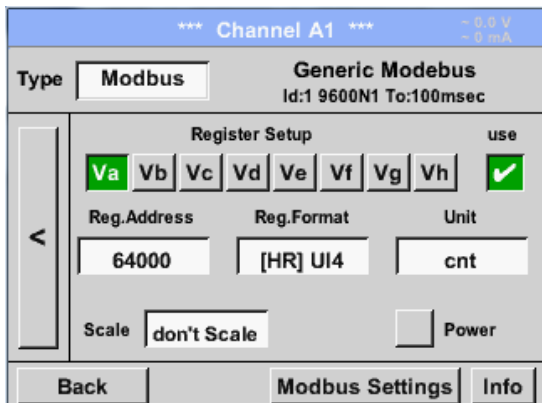 *** Channel A1 ***
~ 0.0 V
~ 0 mA
Type Modbus
Generic Modebus
Id:1 9600N1 To:100msec
Register Setup
use
Va Vb Vc Vd Ve Vf Vg Vh
Reg.Address Reg.Format Unit
<
64000 [HR] UI4 cnt
Scale don't Scale Power
Back Modbus Settings Info